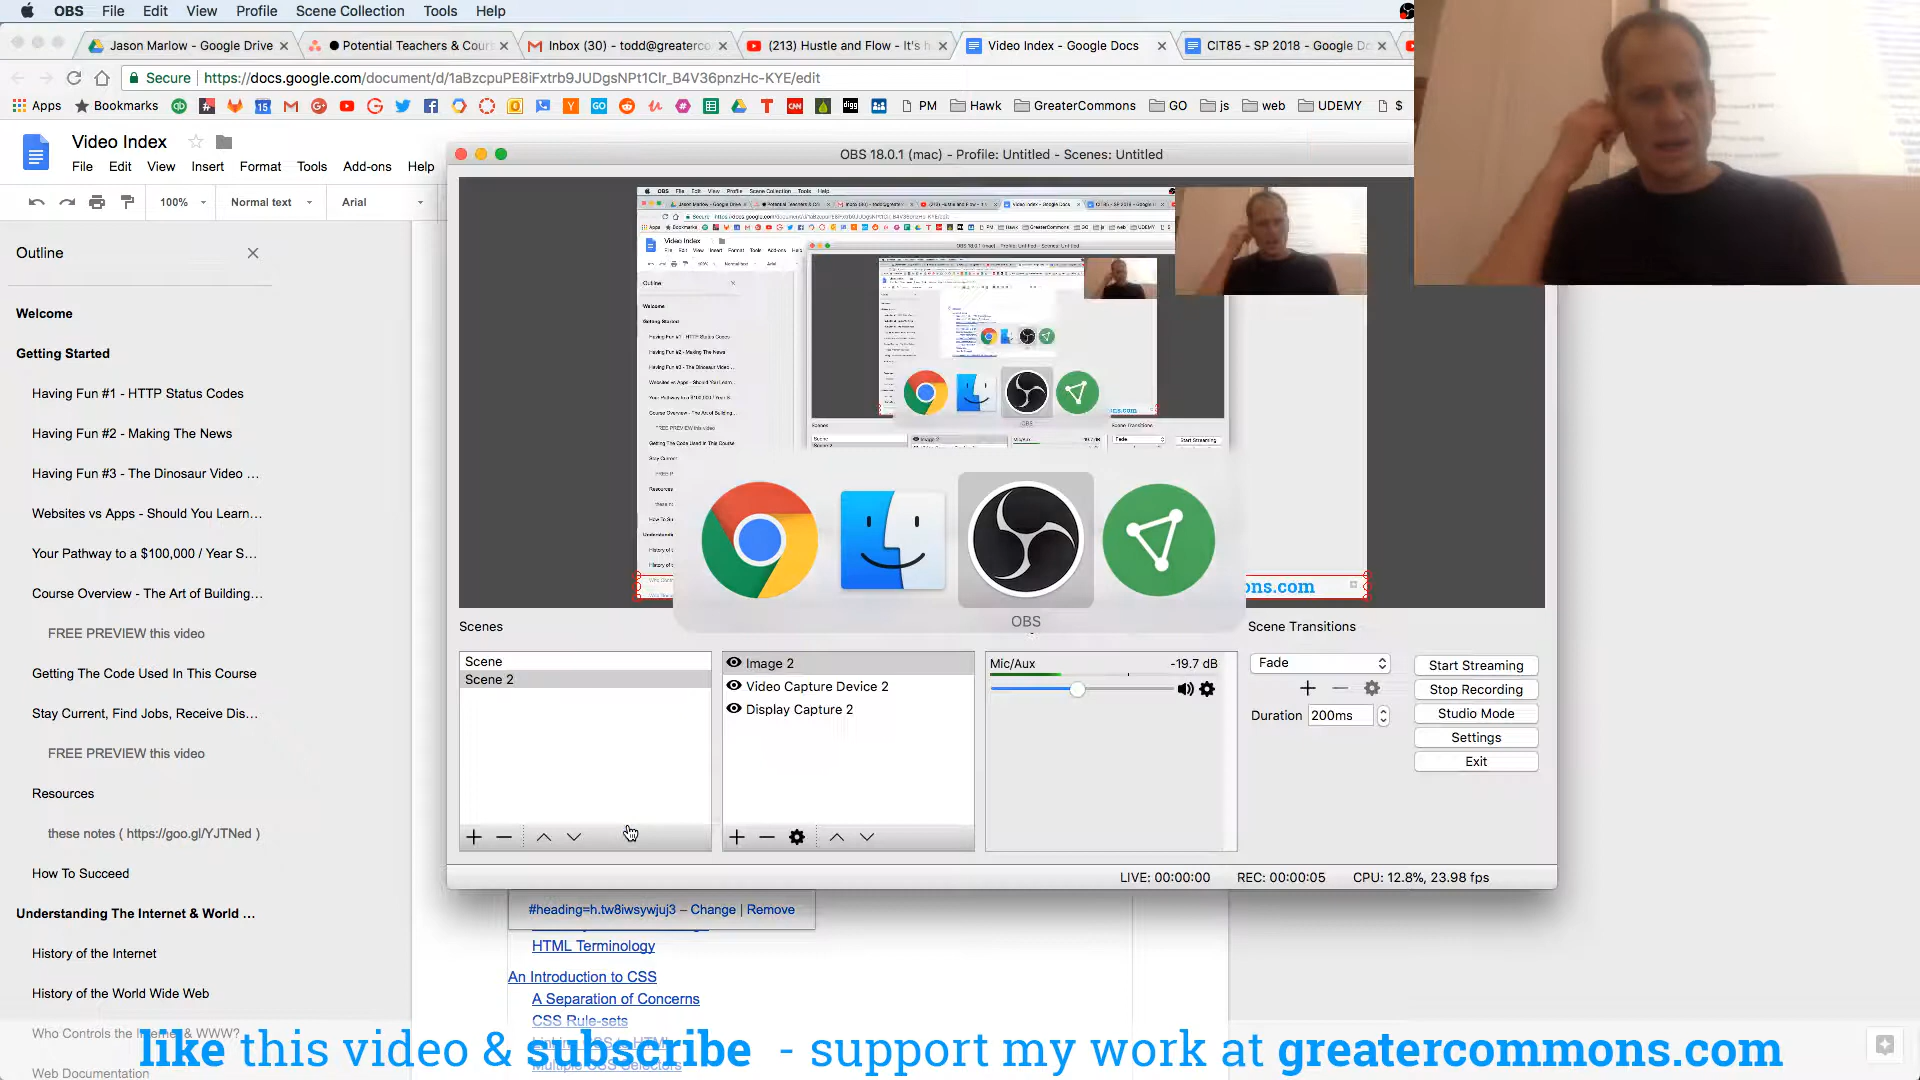 OBS File Edit View Profile Scene Collection Tools Help
Jason Marlow - Google Drive
Potential Teachers & Cour
Inbox (30) - todd@greaterco
(213) Hustle and Flow - It's h
Video Index - Google Docs
CIT85 - SP 2018 - Google Do
Secure https://docs.google.com/document/d/1aBzcpuPE8iFxtrb9JUDgsNPt1Clr_B4V36pnzHc-KYE/edit
Apps Bookmarks PM Hawk GreaterCommons GO js web UDEMY $
Video Index
File Edit View Insert Format Tools Add-ons Help
100% Normal text Arial
OBS 18.0.1 (mac) - Profile: Untitled - Scenes: Untitled
Outline
Welcome
Getting Started
Having Fun #1 - HTTP Status Codes
Having Fun #2 - Making The News
Having Fun #3 - The Dinosaur Video ...
Websites vs Apps - Should You Learn...
Your Pathway to a $100,000 / Year S...
Course Overview - The Art of Building...
FREE PREVIEW this video
Getting The Code Used In This Course
Stay Current, Find Jobs, Receive Dis...
FREE PREVIEW this video
Resources
these notes ( https://goo.gl/YJTNed )
How To Succeed
Understanding The Internet & World ...
History of the Internet
History of the World Wide Web
Who Controls the Internet & WWW?
Web Documentation
OBS
Scenes
Scene
Scene 2
Image 2
Video Capture Device 2
Display Capture 2
Mic/Aux -19.7 dB
Scene Transitions
Fade
Duration 200ms
Start Streaming
Stop Recording
Studio Mode
Settings
Exit
LIVE: 00:00:00 REC: 00:00:05 CPU: 12.8%, 23.98 fps
#heading=h.tw8iwsywjuj3 – Change | Remove
HTML Terminology
An Introduction to CSS
A Separation of Concerns
CSS Rule-sets
Multiple CSS Selectors
like this video & subscribe - support my work at greatercommons.com